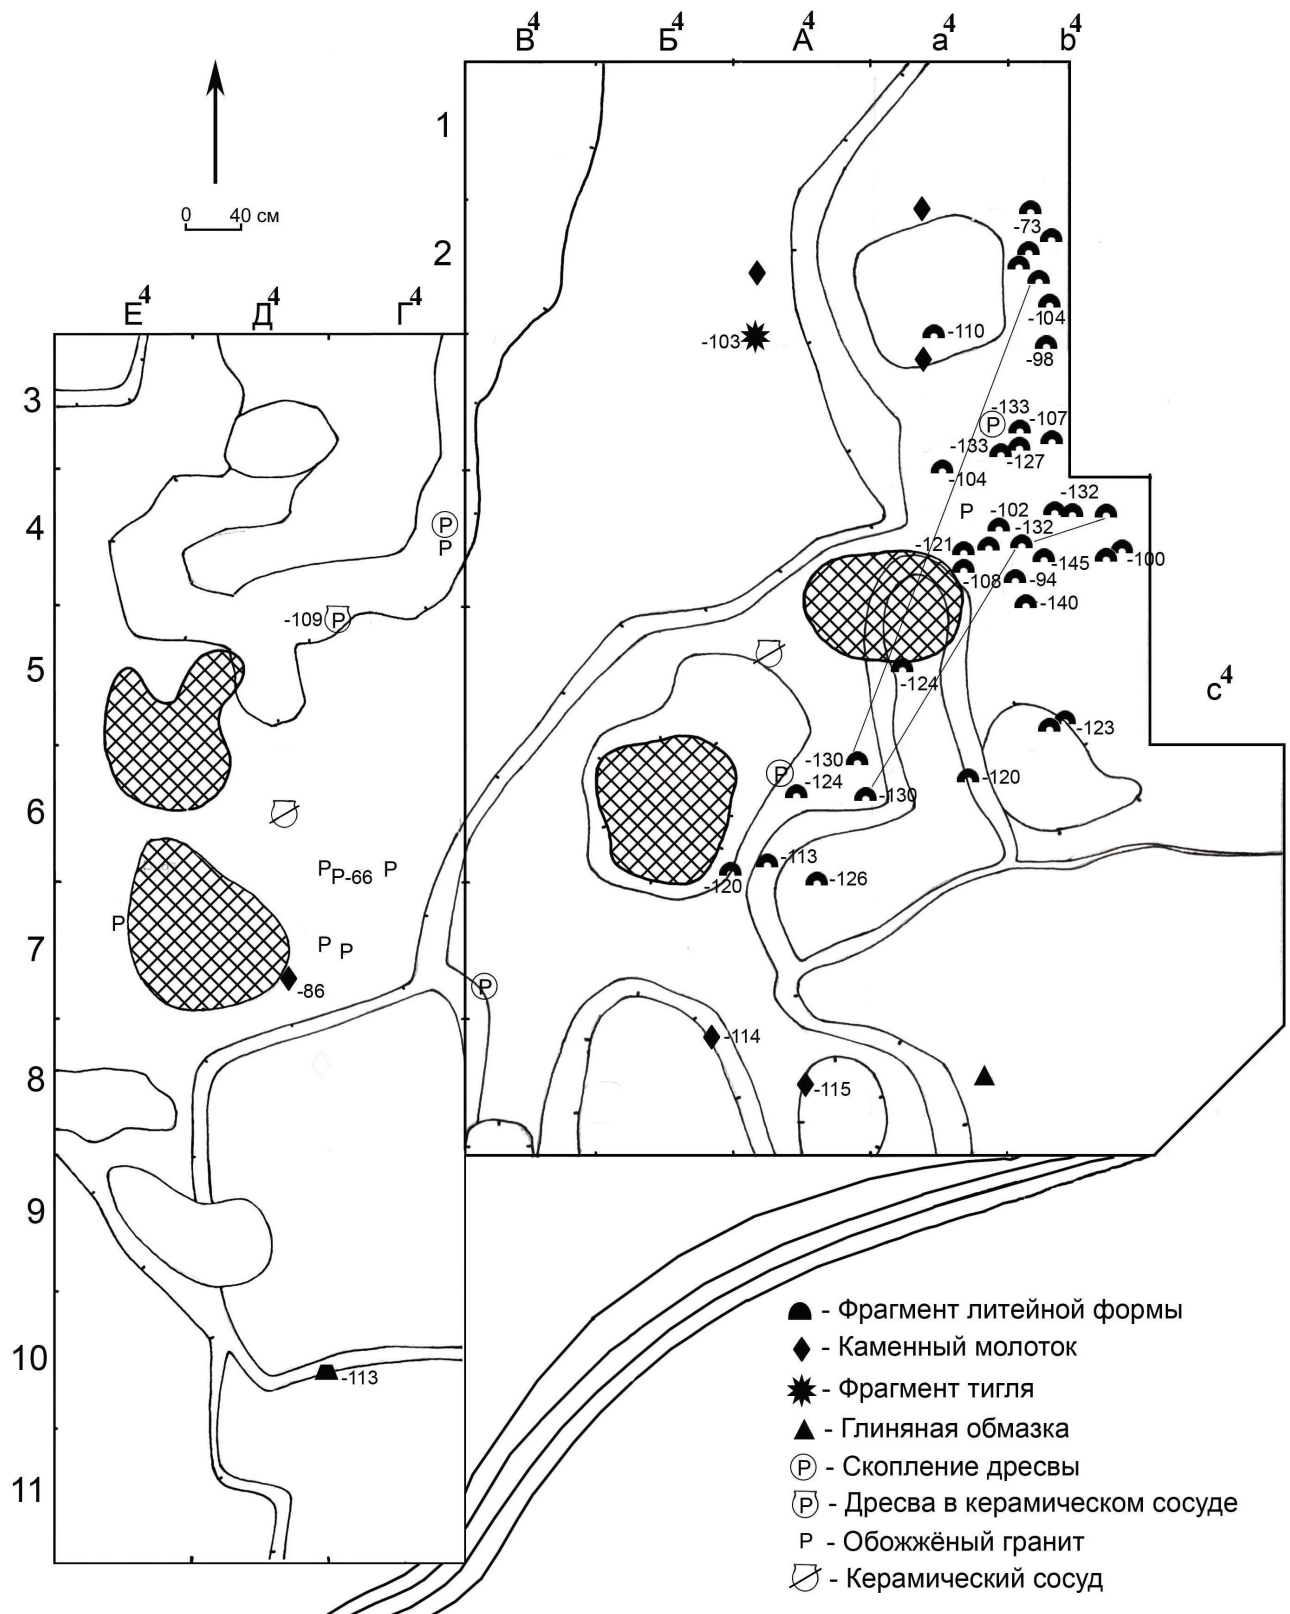 В⁴ Б⁴ А⁴ а⁴ b⁴
1
0 40 см
2
-73
Е⁴ Д⁴ Г⁴
-104
-103
-110
-98
3
-133
Р -107
-133
-127
-104
-132
4
Р
Р
Р -102
-132
-121
-145 -100
-108 -94
-140
-109 Р
5
-124
с⁴
-123
-130
Р -124
-120
-130
6
-113
Р Р-66 Р
-120 -126
Р
7
Р Р
-86
Р
-114
8
-115
9
- Фрагмент литейной формы
- Каменный молоток
10
-113
- Фрагмент тигля
- Глиняная обмазка
Р - Скопление дресвы
11
Р - Дресва в керамическом сосуде
Р - Обожжёный гранит
- Керамический сосуд